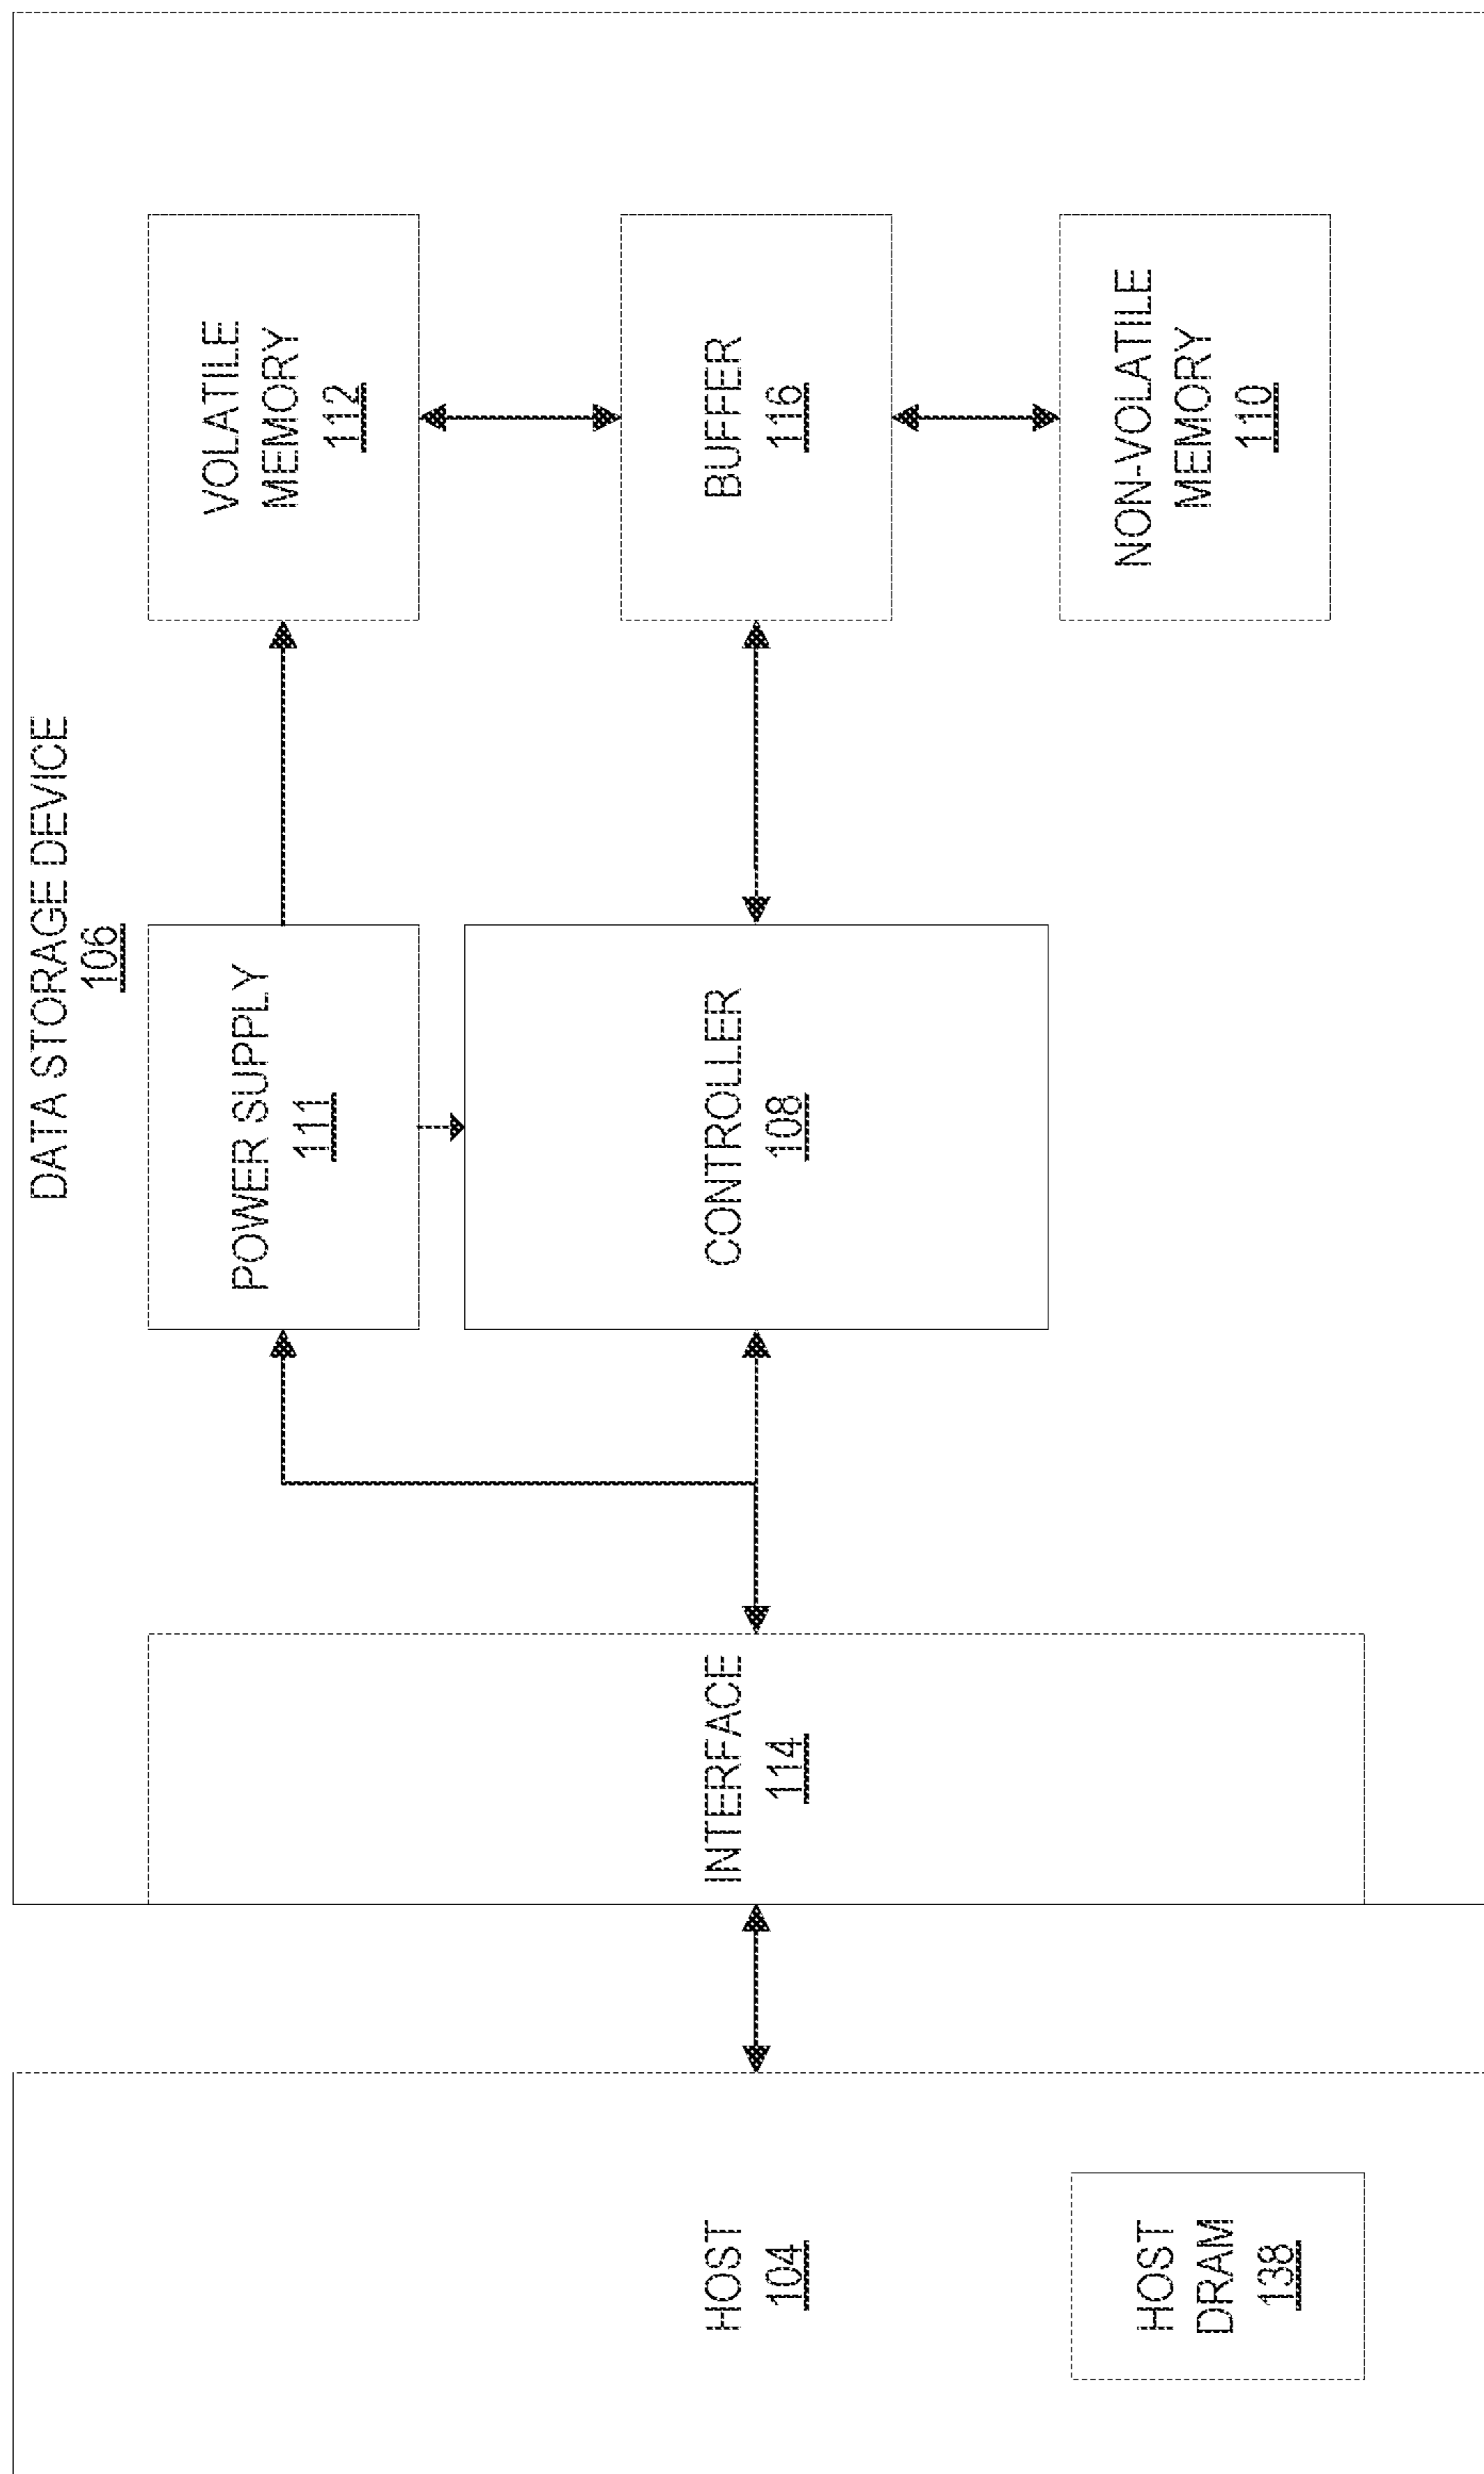 DATA STORAGE DEVICE
106
HOST
104
HOST
DRAM
138
INTERFACE
114
POWER SUPPLY
111
CONTROLLER
108
VOLATILE
MEMORY
112
BUFFER
116
NON-VOLATILE
MEMORY
110